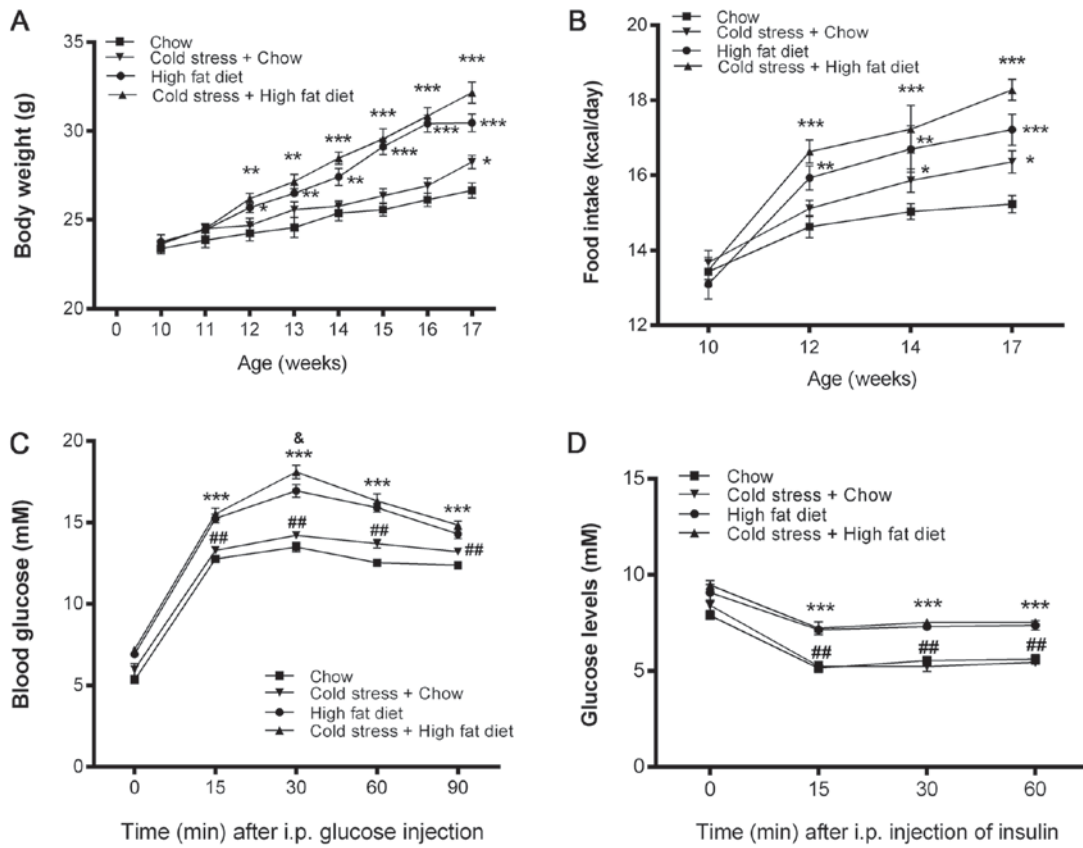 A
Body weight (g)
35
30
25
20
Chow
Cold stress + Chow
High fat diet
Cold stress + High fat diet
***
***
***
***
***
***
***
**
**
**
**
*
*
0 10 11 12 13 14 15 16 17
Age (weeks)
B
Food intake (kcal/day)
20
18
16
14
12
Chow
Cold stress + Chow
High fat diet
Cold stress + High fat diet
***
***
***
***
**
**
*
*
10 12 14 17
Age (weeks)
C
Blood glucose (mM)
20
15
10
5
0
&
***
***
***
***
##
##
##
##
Chow
Cold stress + Chow
High fat diet
Cold stress + High fat diet
0 15 30 60 90
Time (min) after i.p. glucose injection
D
Glucose levels (mM)
15
10
5
0
Chow
Cold stress + Chow
High fat diet
Cold stress + High fat diet
***
***
***
##
##
##
0 15 30 60
Time (min) after i.p. injection of insulin